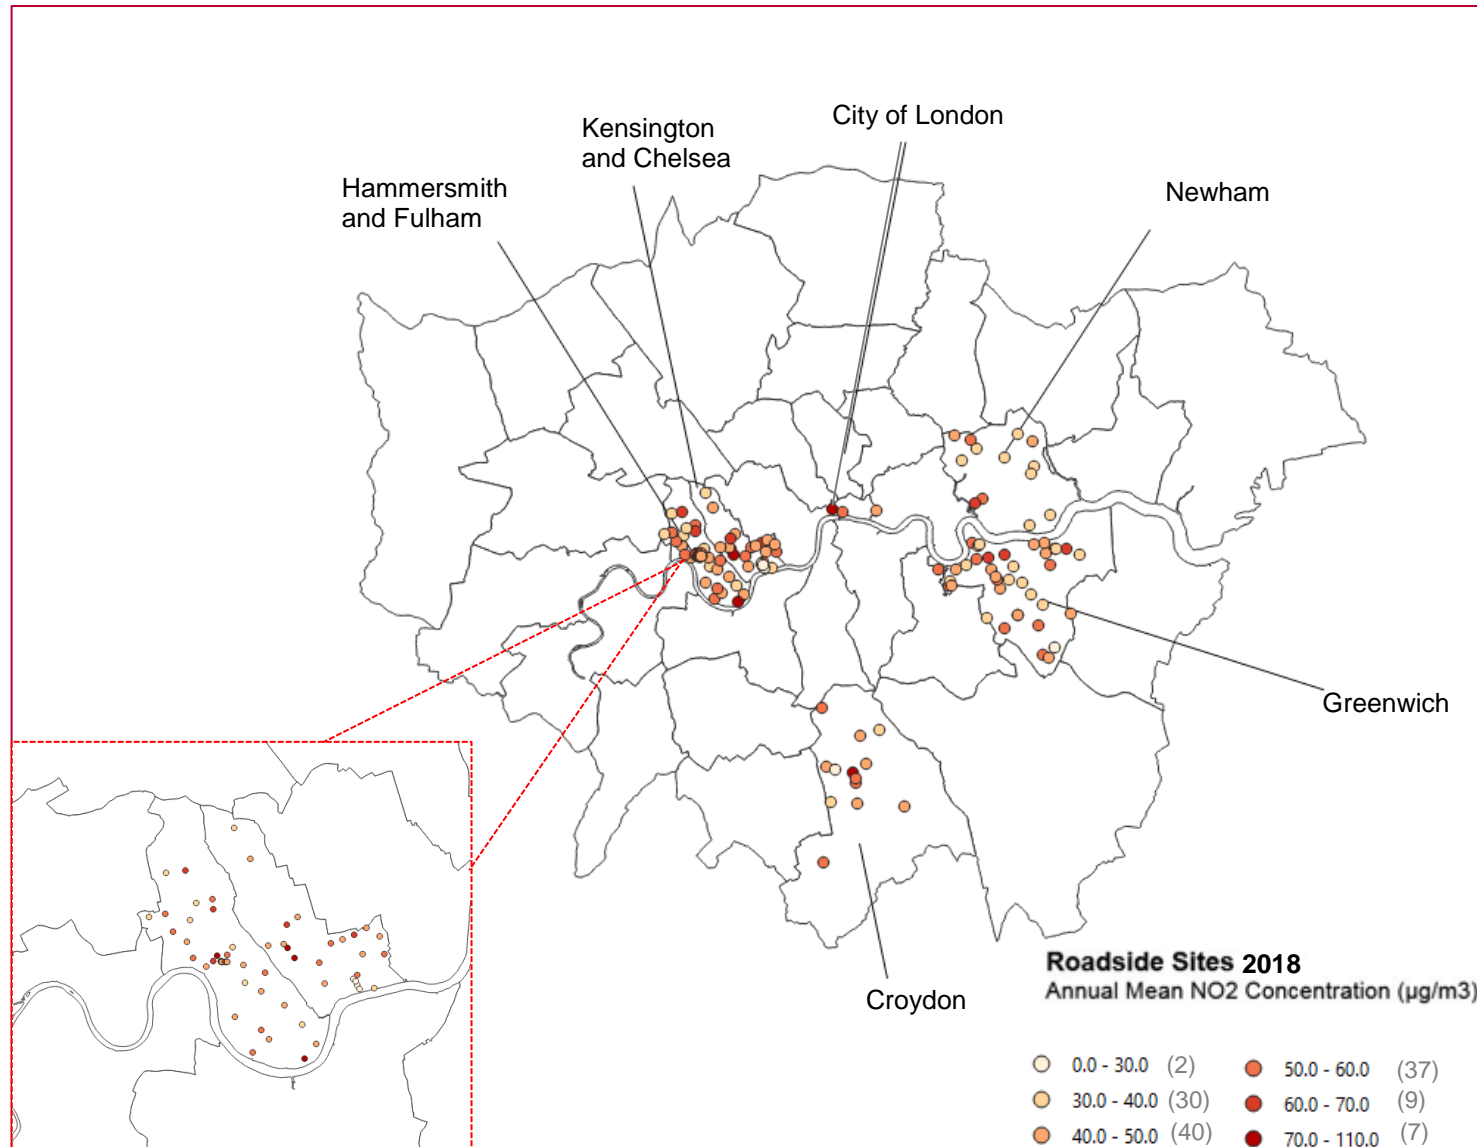 City of London
Kensington
and Chelsea
Hammersmith
and Fulham
Newham
Greenwich
Croydon
Roadside Sites 2018
Annual Mean NO2 Concentration (µg/m3)
0.0 - 30.0 (2)
30.0 - 40.0 (30)
40.0 - 50.0 (40)
50.0 - 60.0 (37)
60.0 - 70.0 (9)
70.0 - 110.0 (7)